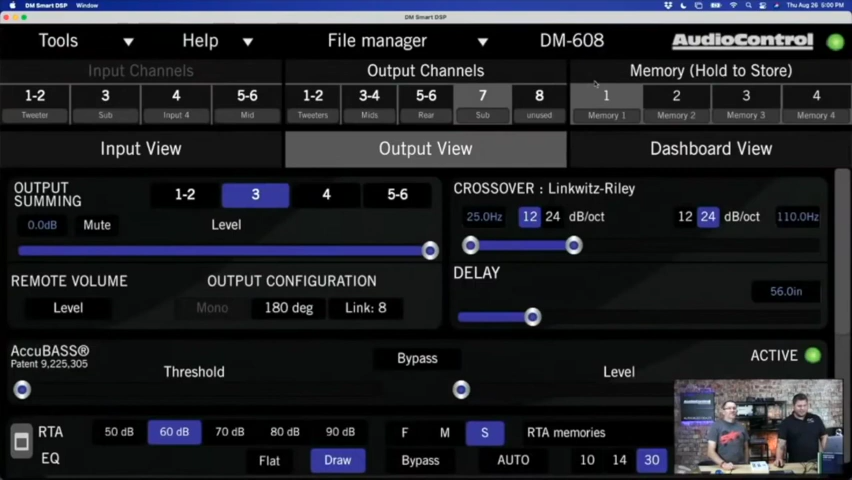 DM Smart DSP Window
Thu Aug 26 6:00 PM
DM Smart DSP
Tools Help File manager DM-608 AudioControl
Input Channels Output Channels Memory (Hold to Store)
1-2 3 4 5-6 1-2 3-4 5-6 7 8 1 2 3 4
Tweeter Sub Input 4 Mid Tweeters Mids Rear Sub unused Memory 1 Memory 2 Memory 3 Memory 4
Input View Output View Dashboard View
OUTPUT SUMMING 1-2 3 4 5-6
0.0dB Mute Level
CROSSOVER : Linkwitz-Riley
25.0Hz 12 24 dB/oct 12 24 dB/oct 110.0Hz
REMOTE VOLUME OUTPUT CONFIGURATION
Level Mono 180 deg Link: 8
DELAY
56.0in
AccuBASS®
Patent 9,225,305
Threshold Bypass Level ACTIVE
RTA 50 dB 60 dB 70 dB 80 dB 90 dB F M S RTA memories
EQ Flat Draw Bypass AUTO 10 14 30